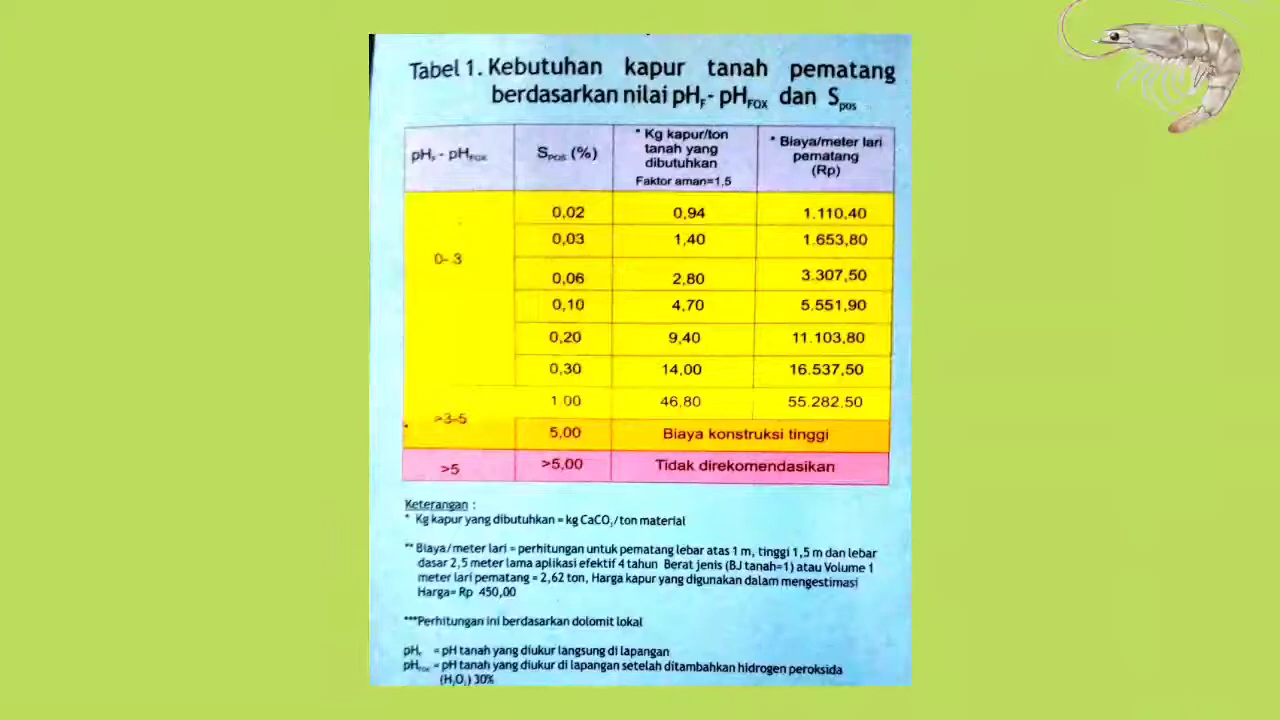 Tabel 1. Kebutuhan kapur tanah pematang
berdasarkan nilai pHF - pHFOX dan Spos
pHF - pHFOX
SPOS (%)
* Kg kapur/ton
tanah yang
dibutuhkan
Faktor aman=1,5
* Biaya/meter lari
pematang
(Rp)
0- 3
0,02 0,94 1.110,40
0,03 1,40 1.653,80
0,06 2,80 3.307,50
0,10 4,70 5.551,90
0,20 9,40 11.103,80
0,30 14,00 16.537,50
>3-5
1.00 46,80 55.282,50
5,00 Biaya konstruksi tinggi
>5 >5,00 Tidak direkomendasikan
Keterangan :
* Kg kapur yang dibutuhkan = kg CaCO3/ton material
** Biaya/meter lari = perhitungan untuk pematang lebar atas 1 m, tinggi 1,5 m dan lebar
dasar 2,5 meter lama aplikasi efektif 4 tahun Berat jenis (BJ tanah=1) atau Volume 1
meter lari pematang = 2,62 ton, Harga kapur yang digunakan dalam mengestimasi
Harga= Rp 450,00
***Perhitungan ini berdasarkan dolomit lokal
pHF = pH tanah yang diukur langsung di lapangan
pHFOX = pH tanah yang diukur di lapangan setelah ditambahkan hidrogen peroksida
(H2O2) 30%